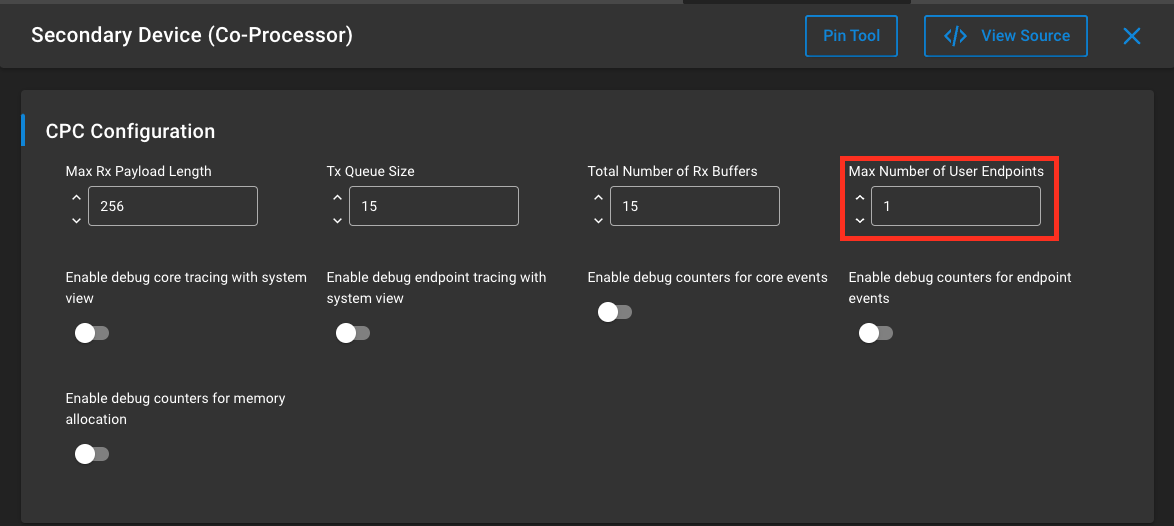 Secondary Device (Co-Processor)
Pin Tool
</> View Source
CPC Configuration
Max Rx Payload Length
256
Tx Queue Size
15
Total Number of Rx Buffers
15
Max Number of User Endpoints
1
Enable debug core tracing with system
view
Enable debug endpoint tracing with
system view
Enable debug counters for core events
Enable debug counters for endpoint
events
Enable debug counters for memory
allocation